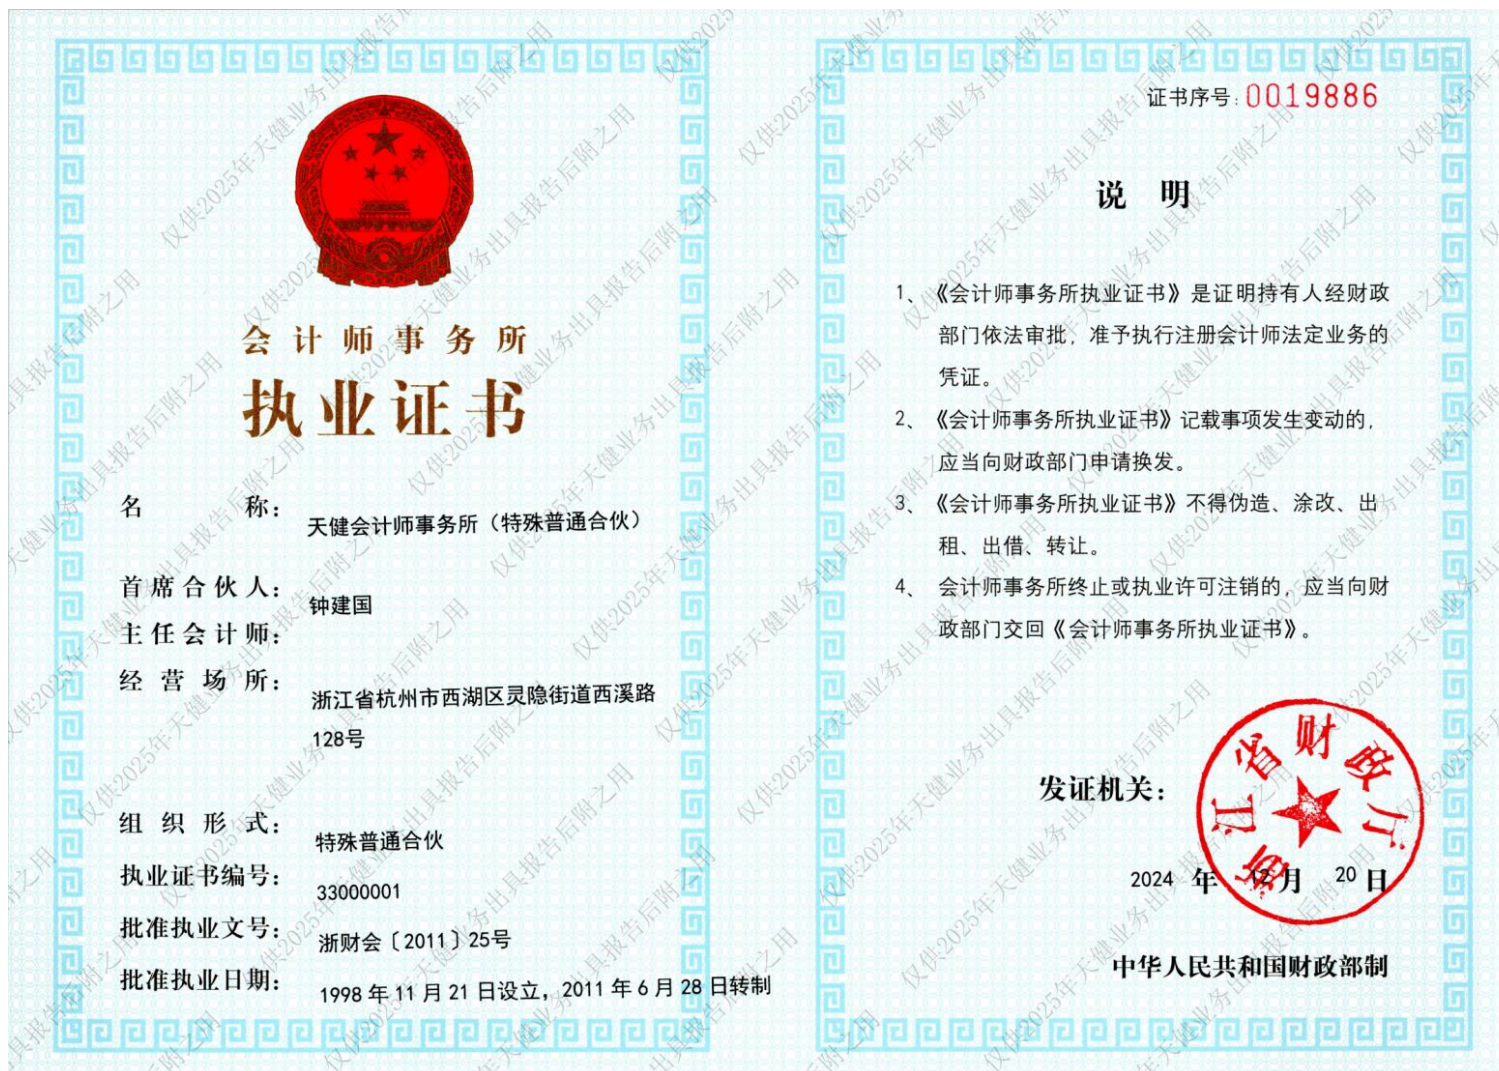 会计师事务所
执业证书
名称：
天健会计师事务所（特殊普通合伙）
首席合伙人：
钟建国
主任会计师：
经营场所：
浙江省杭州市西湖区灵隐街道西溪路
128号
组织形式：
特殊普通合伙
执业证书编号：
33000001
批准执业文号：
浙财会〔2011〕25号
批准执业日期：
1998年11月21日设立，2011年6月28日转制
证书序号：0019886
说 明
1、《会计师事务所执业证书》是证明持有人经财政
部门依法审批，准予执行注册会计师法定业务的
凭证。
2、《会计师事务所执业证书》记载事项发生变动的，
应当向财政部门申请换发。
3、《会计师事务所执业证书》不得伪造、涂改、出
租、出借、转让。
4、会计师事务所终止或执业许可注销的，应当向财
政部门交回《会计师事务所执业证书》。
发证机关：
浙江省财政厅
2024年12月20日
中华人民共和国财政部制
仅供2025年天健业务出具报告后附之用